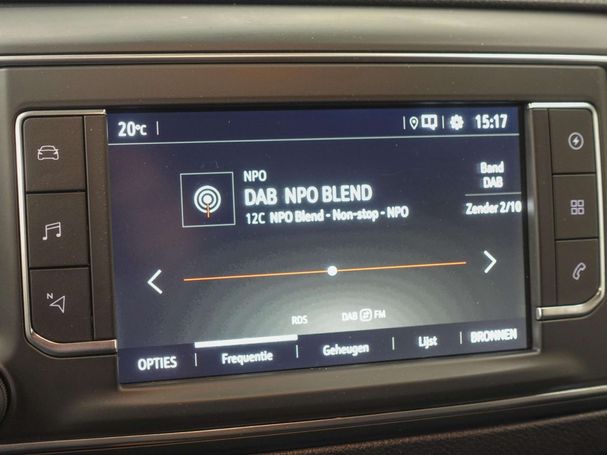 20°C
15:17
NPO
DAB NPO BLEND
12C NPO Blend - Non-stop - NPO
Band
DAB
Zender 2/10
RDS
DAB FM
OPTIES
Frequentie
Geheugen
Lijst
BRONNEN
N